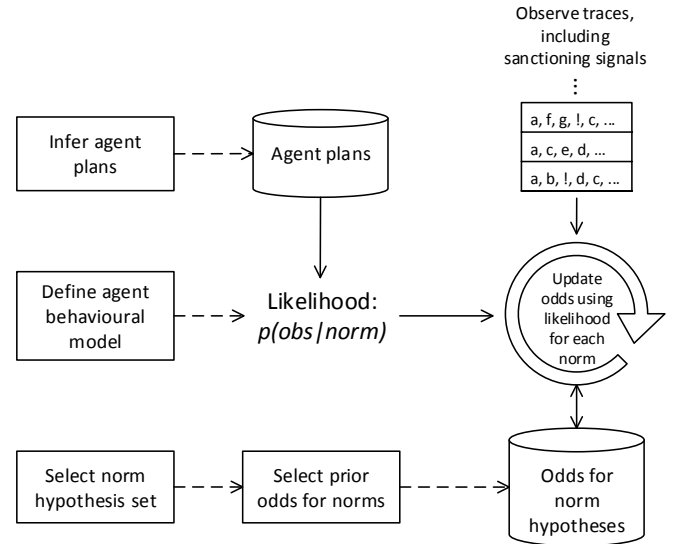 Observe traces,
including
sanctioning signals
a, f, g, !, c, ...
a, c, e, d, ...
a, b, !, d, c, ...
Infer agent
plans
Agent plans
Define agent
behavioural
model
Likelihood:
p(obs|norm)
Update
odds using
likelihood
for each
norm
Select norm
hypothesis set
Select prior
odds for norms
Odds for
norm
hypotheses